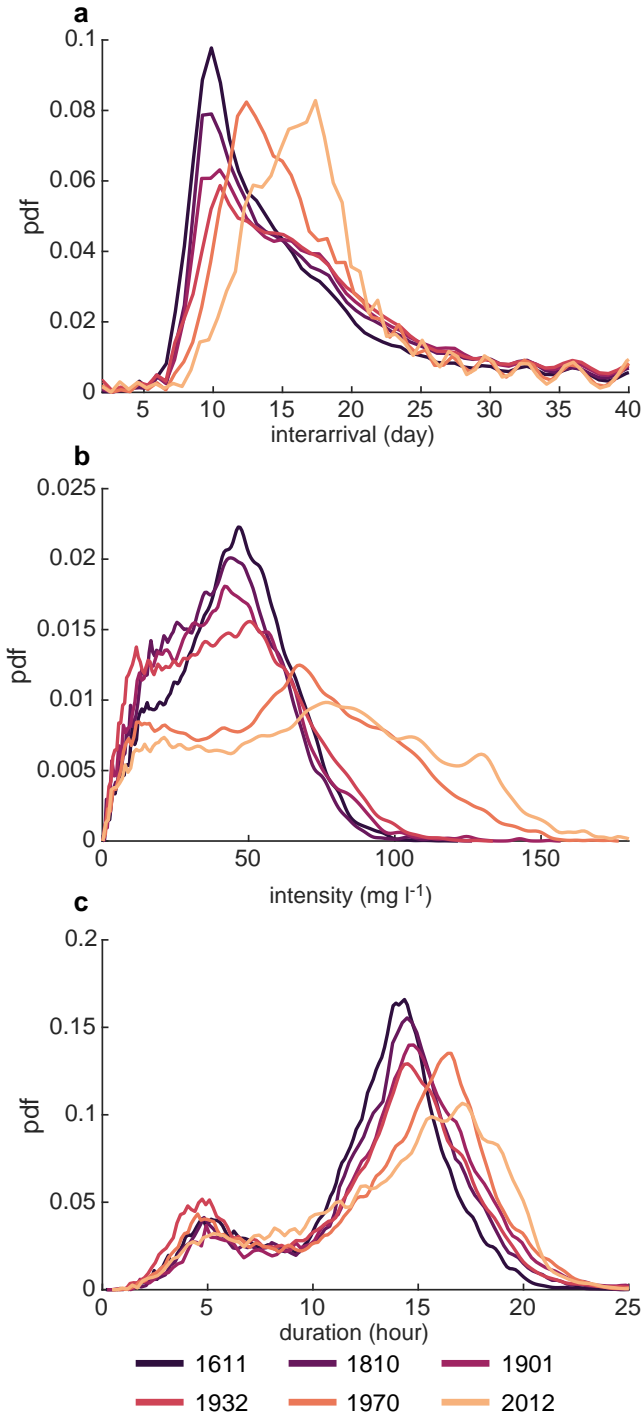 a
0.1
0.08
0.06
0.04
0.02
0
pdf
5 10 15 20 25 30 35 40
interarrival (day)
b
0.025
0.02
0.015
0.01
0.005
0
pdf
0 50 100 150
intensity (mg l-1)
c
0.2
0.15
0.1
0.05
0
pdf
0 5 10 15 20 25
duration (hour)
1611 1810 1901
1932 1970 2012